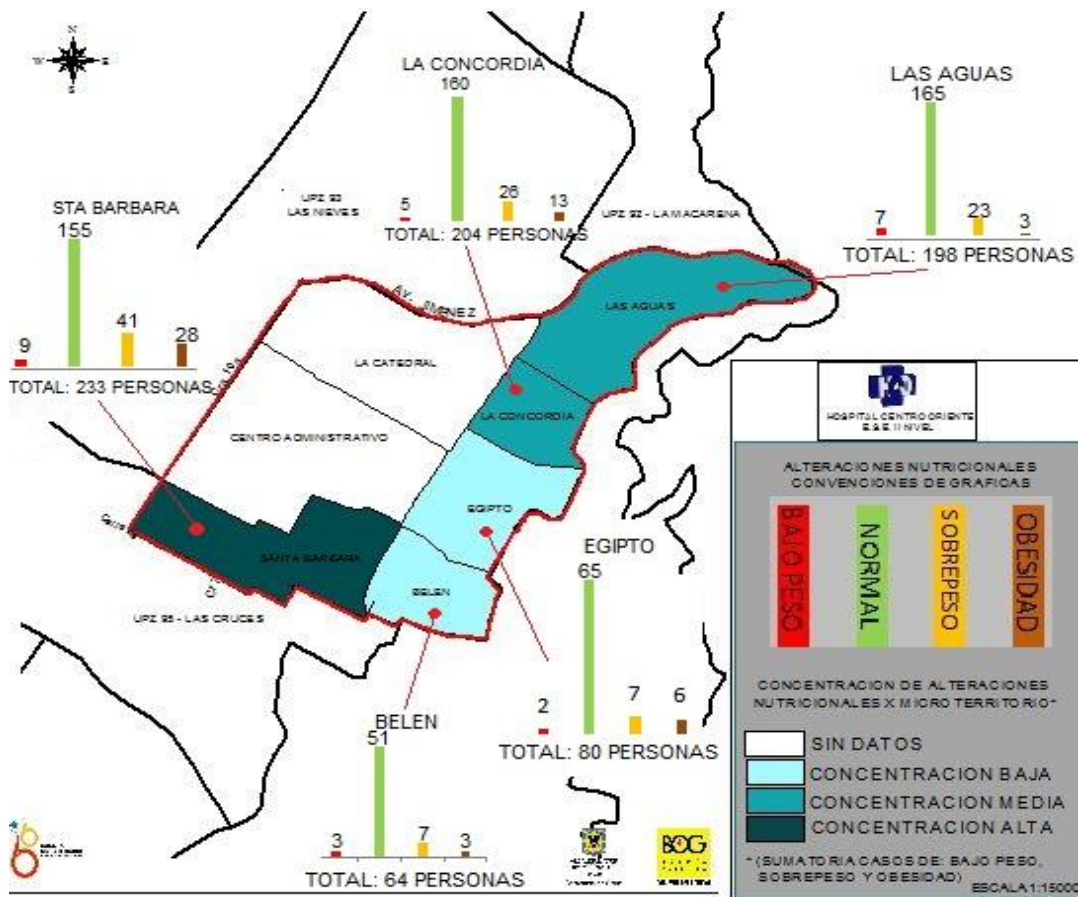 N
W E
S
LA CONCORDIA
160
5
26
13
TOTAL: 204 PERSONAS
LAS AGUAS
165
7
23
3
TOTAL: 198 PERSONAS
STA BARBARA
155
9
41
28
TOTAL: 233 PERSONAS
UPZ 93
LAS NIEVES
UPZ 92 - LA MACARENA
AV. JIMENEZ
LAS AGUAS
LA CATEDRAL
LA CONCORDIA
CENTRO ADMINISTRATIVO
EGIPTO
SANTA BARBARA
BELEN
UPZ 95 - LAS CRUCES
EGIPTO
65
2
7
6
TOTAL: 80 PERSONAS
BELEN
51
3
7
3
TOTAL: 64 PERSONAS
HOSPITAL CENTRO ORIENTE
E.S.E. II NIVEL
ALTERACIONES NUTRICIONALES
CONVENCIONES DE GRAFICAS
BAJO PESO
NORMAL
SOBREPESO
OBESIDAD
CONCENTRACION DE ALTERACIONES
NUTRICIONALES X MICRO TERRITORIO*
SIN DATOS
CONCENTRACION BAJA
CONCENTRACION MEDIA
CONCENTRACION ALTA
* (SUMATORIA CASOS DE: BAJO PESO,
SOBREPESO Y OBESIDAD)
ESCALA 1:15000
BOG